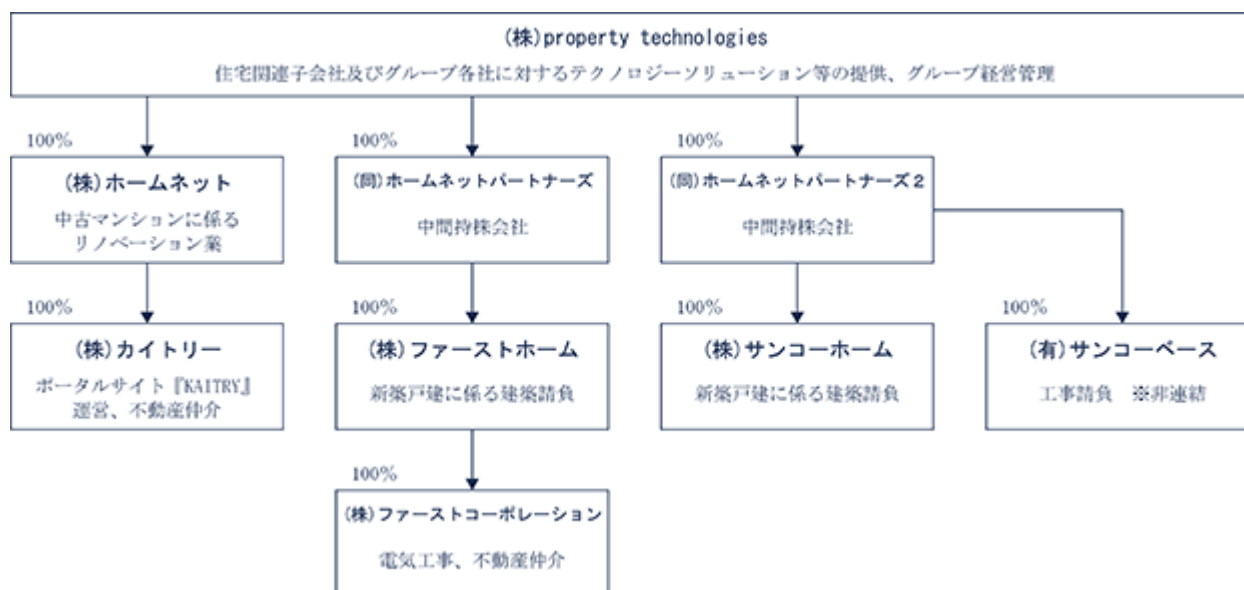 (株)property technologies
住宅関連子会社及びグループ各社に対するテクノロジーソリューション等の提供、グループ経営管理
100%
100%
100%
(株)ホームネット
中古マンションに係る
リノベーション業
(同)ホームネットパートナーズ
中間持株会社
(同)ホームネットパートナーズ2
中間持株会社
100%
100%
100%
100%
(株)カイトリー
ポータルサイト『KAITRY』
運営、不動産仲介
(株)ファーストホーム
新築戸建に係る建築請負
(株)サンコーホーム
新築戸建に係る建築請負
(有)サンコーベース
工事請負　※非連結
100%
(株)ファーストコーポレーション
電気工事、不動産仲介